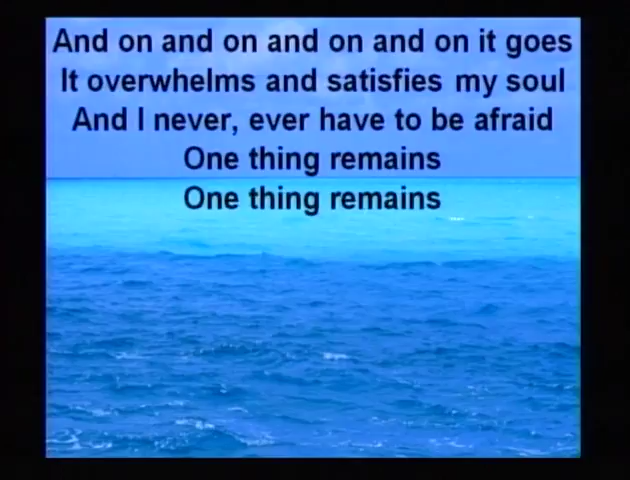 And on and on and on and on it goes
It overwhelms and satisfies my soul
And I never, ever have to be afraid
One thing remains
One thing remains